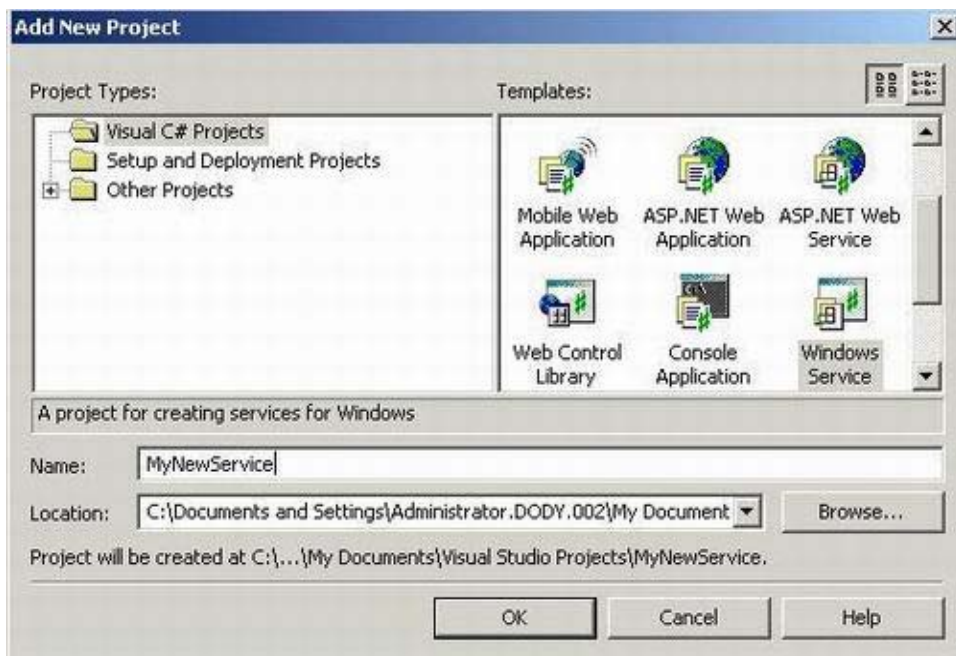 Add New Project
Project Types:
Templates:
Visual C# Projects
Setup and Deployment Projects
Other Projects
Mobile Web
Application
ASP.NET Web
Application
ASP.NET Web
Service
Web Control
Library
Console
Application
Windows
Service
A project for creating services for Windows
Name:
MyNewService
Location:
C:\Documents and Settings\Administrator.DODY.002\My Document
Browse...
Project will be created at C:\...\My Documents\Visual Studio Projects\MyNewService.
OK
Cancel
Help